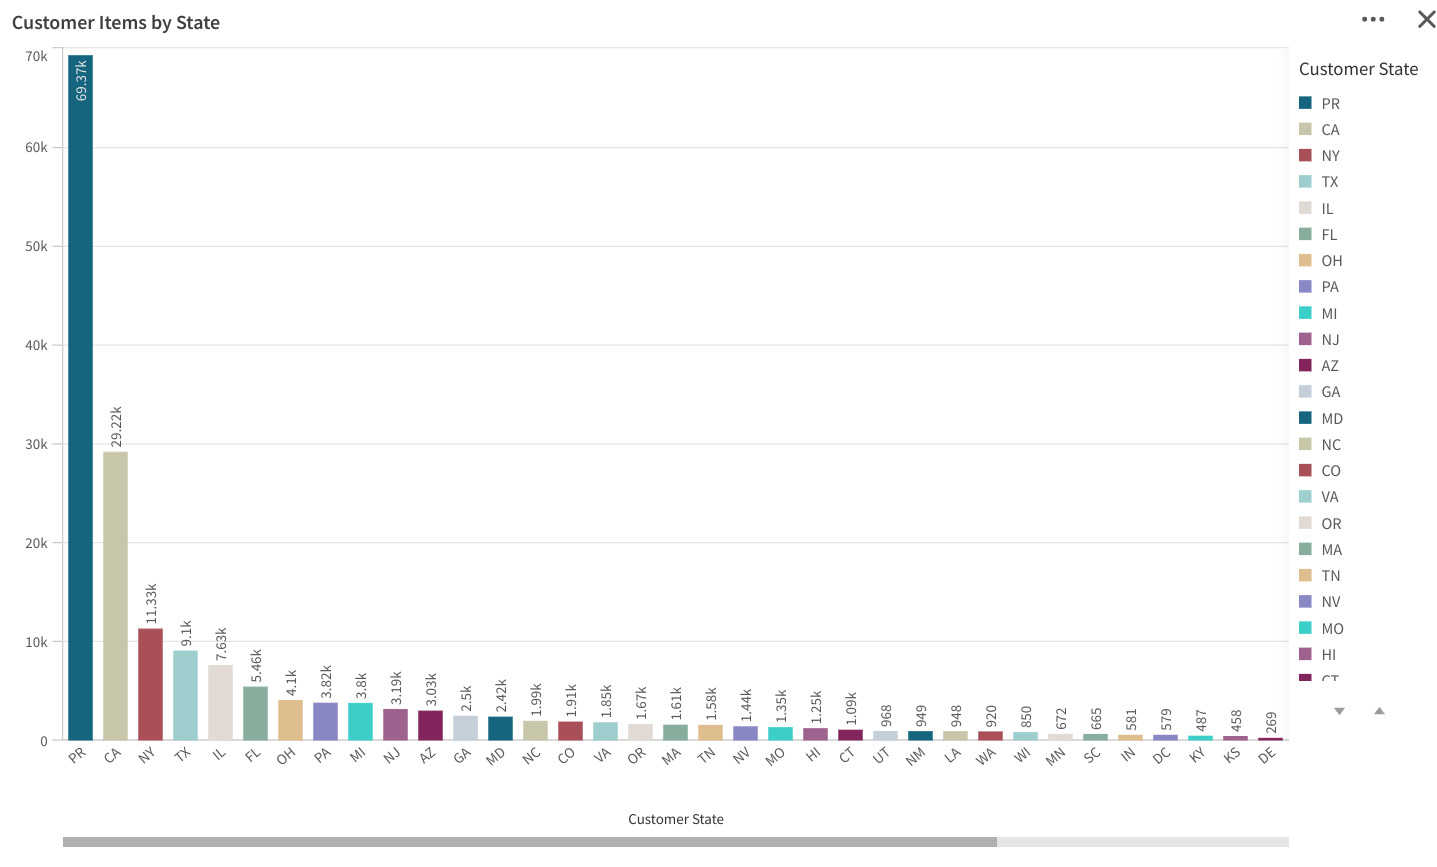 Customer Items by State
70k
60k
50k
40k
30k
20k
10k
0
69.37k
29.22k
11.33k
9.1k
7.63k
5.46k
4.1k
3.82k
3.8k
3.19k
3.03k
2.5k
2.42k
1.99k
1.91k
1.85k
1.67k
1.61k
1.58k
1.44k
1.35k
1.25k
1.09k
968
949
948
920
850
672
665
581
579
487
458
269
PR
CA
NY
TX
IL
FL
OH
PA
MI
NJ
AZ
GA
MD
NC
CO
VA
OR
MA
TN
NV
MO
HI
CT
UT
NM
LA
WA
WI
MN
SC
IN
DC
KY
KS
DE
Customer State
Customer State
PR
CA
NY
TX
IL
FL
OH
PA
MI
NJ
AZ
GA
MD
NC
CO
VA
OR
MA
TN
NV
MO
HI
CT